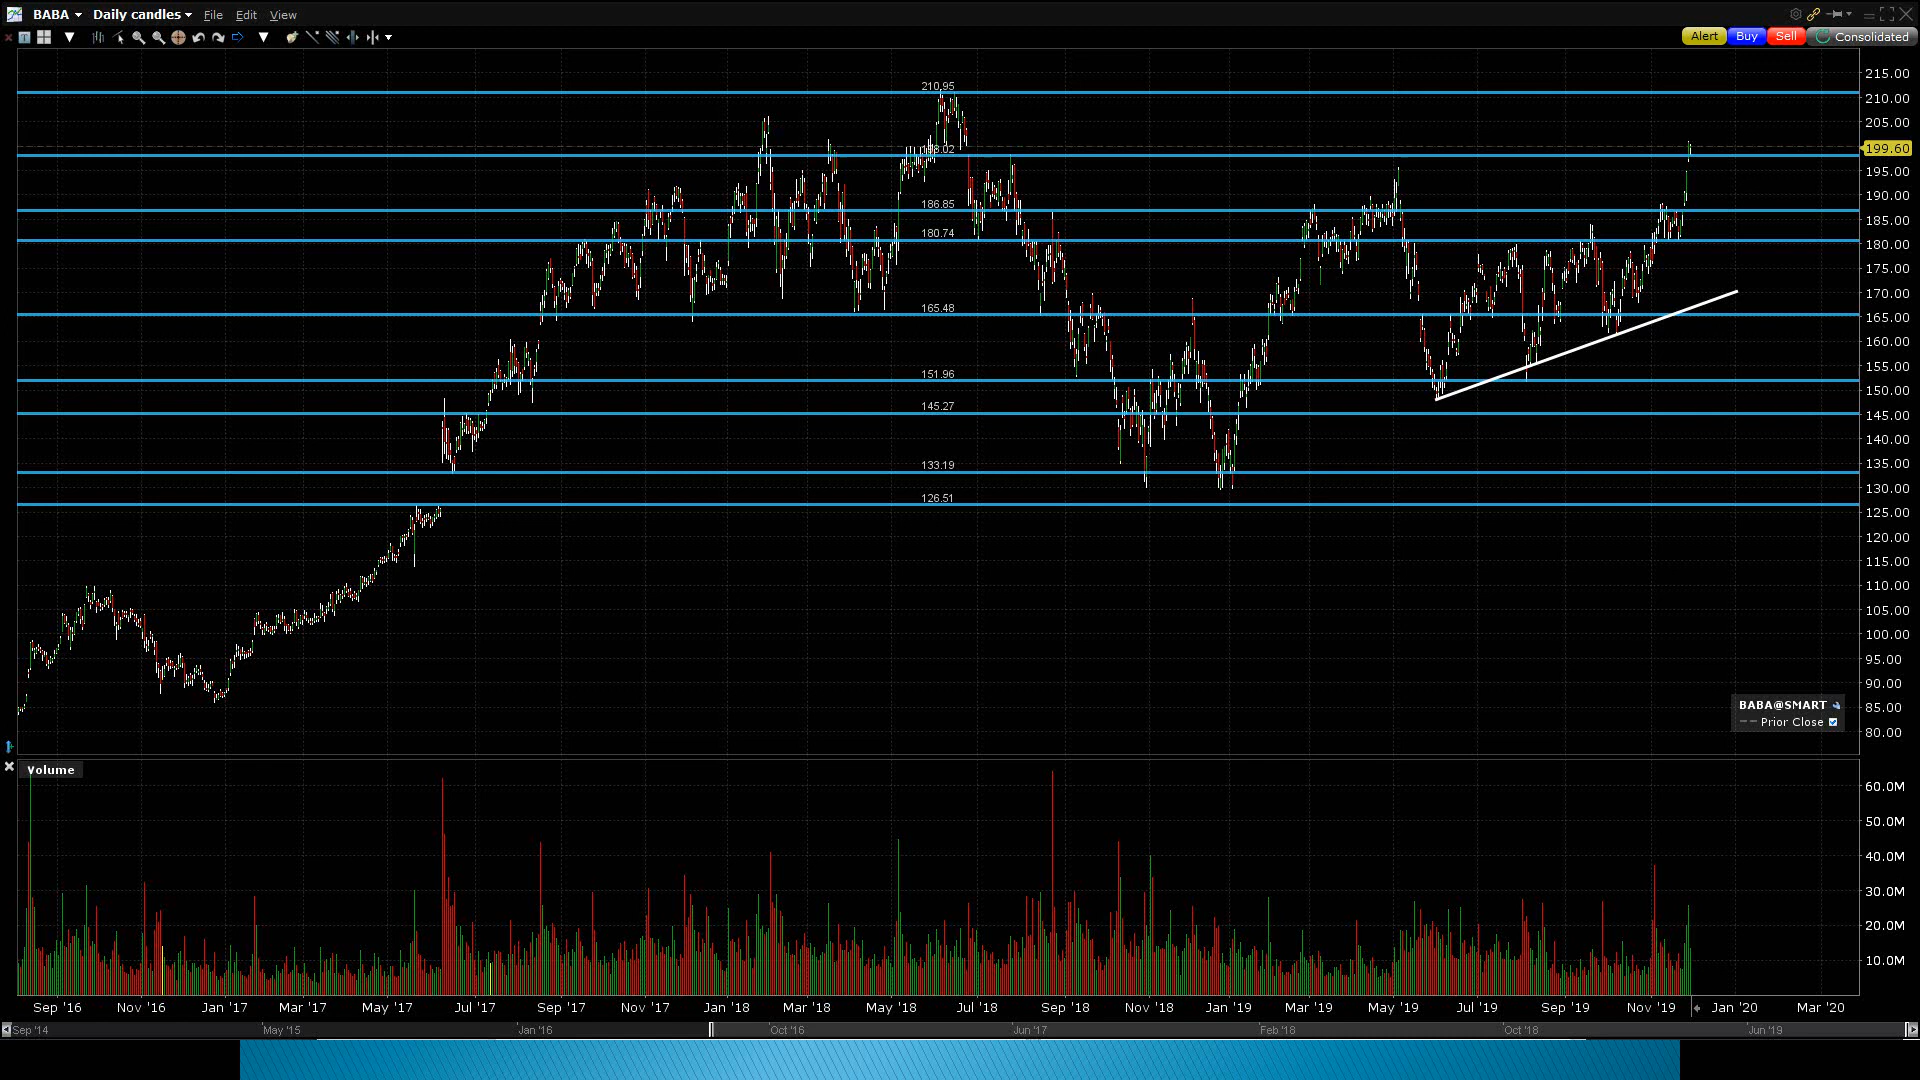 BABA Daily candles File Edit View
Alert Buy Sell Consolidated
215.00
210.95
210.00
205.00
199.60
195.00
190.00
186.85
185.00
180.74
180.00
175.00
170.00
165.48
165.00
160.00
155.00
151.96
150.00
145.27
145.00
140.00
135.00
133.19
130.00
126.51
125.00
120.00
115.00
110.00
105.00
100.00
95.00
90.00
BABA@SMART
85.00
Prior Close
80.00
Volume
60.0M
50.0M
40.0M
30.0M
20.0M
10.0M
Sep '16 Nov '16 Jan '17 Mar '17 May '17 Jul '17 Sep '17 Nov '17 Jan '18 Mar '18 May '18 Jul '18 Sep '18 Nov '18 Jan '19 Mar '19 May '19 Jul '19 Sep '19 Nov '19 Jan '20 Mar '20
Sep '14 May '15 Jan '16 Oct '16 Jun '17 Feb '18 Oct '18 Jun '19